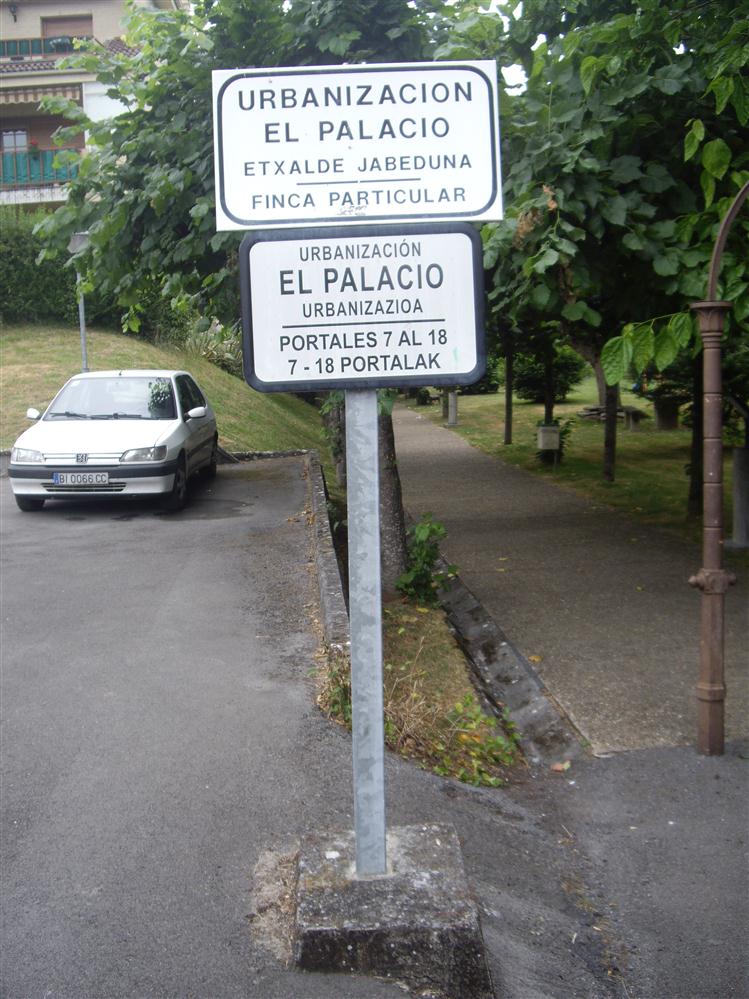 URBANIZACION
EL PALACIO
ETXALDE JABEDUNA
FINCA PARTICULAR
URBANIZACIÓN
EL PALACIO
URBANIZAZIOA
PORTALES 7 AL 18
7 - 18 PORTALAK
BI 0066 CC